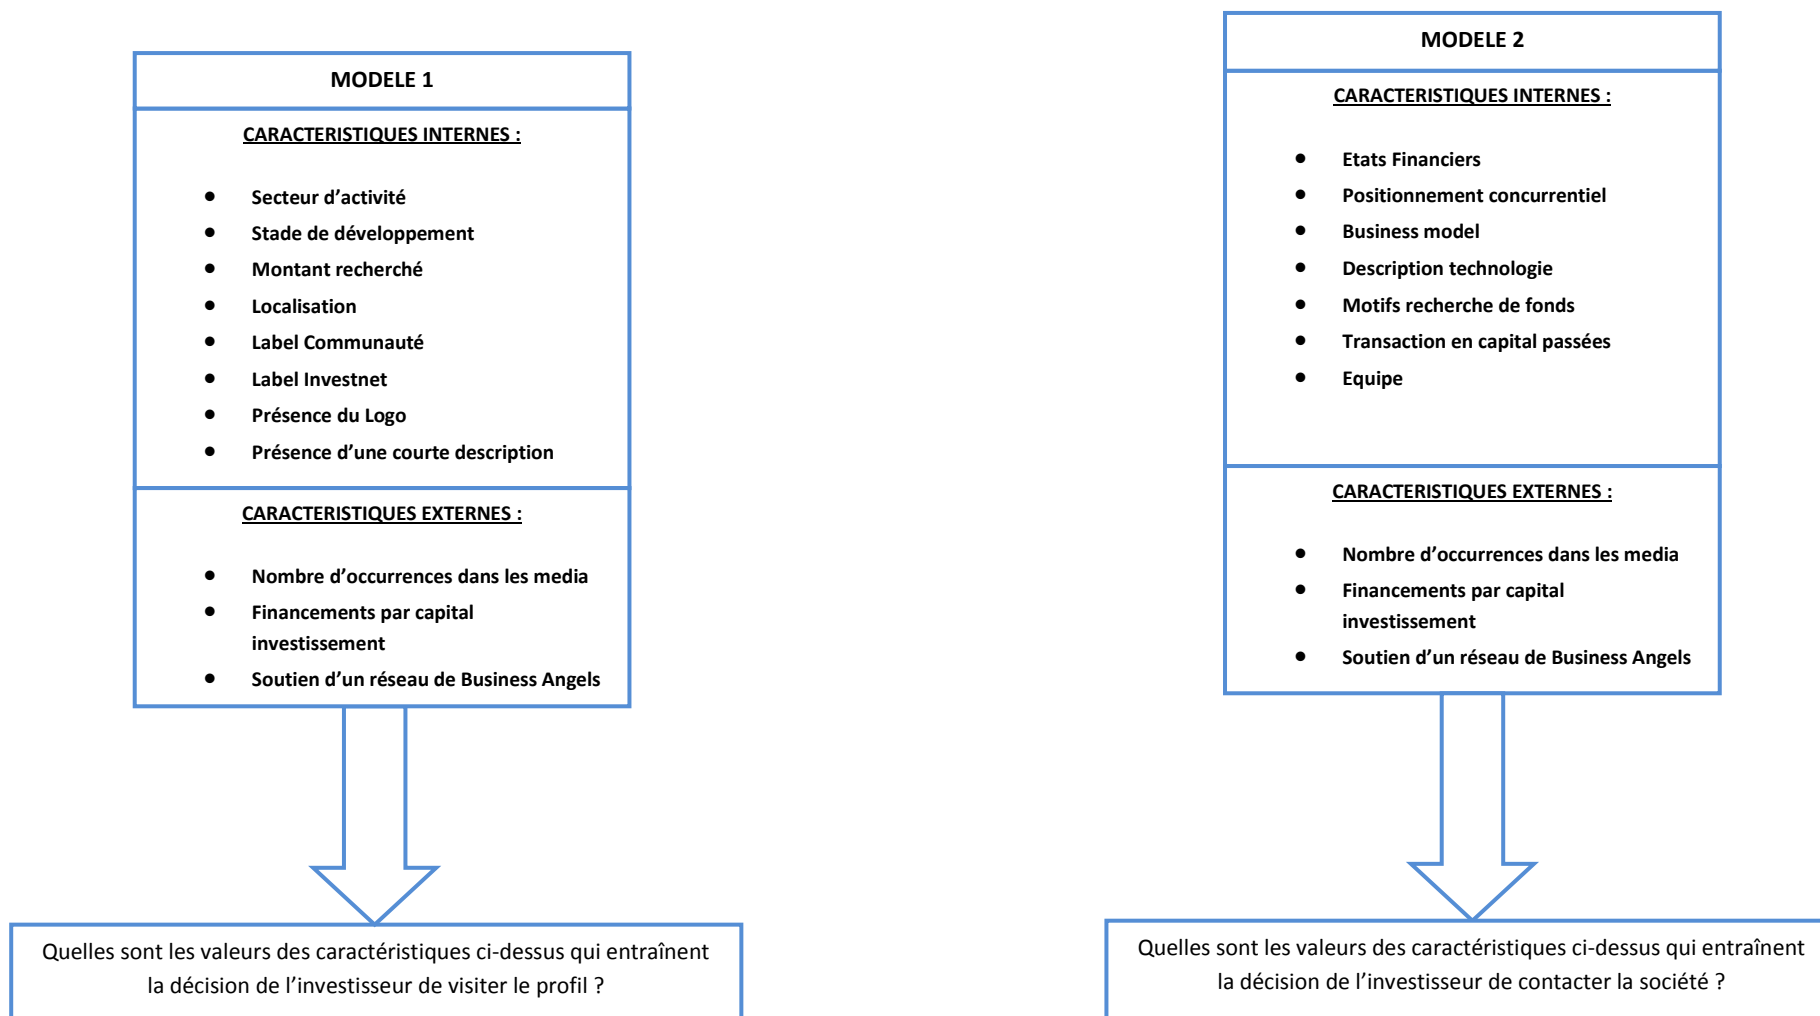 MODELE 1
CARACTERISTIQUES INTERNES :
Secteur d’activité
Stade de développement
Montant recherché
Localisation
Label Communauté
Label Investnet
Présence du Logo
Présence d’une courte description
CARACTERISTIQUES EXTERNES :
Nombre d’occurrences dans les media
Financements par capital
investissement
Soutien d’un réseau de Business Angels
Quelles sont les valeurs des caractéristiques ci-dessus qui entraînent
la décision de l’investisseur de visiter le profil ?
MODELE 2
CARACTERISTIQUES INTERNES :
Etats Financiers
Positionnement concurrentiel
Business model
Description technologie
Motifs recherche de fonds
Transaction en capital passées
Equipe
CARACTERISTIQUES EXTERNES :
Nombre d’occurrences dans les media
Financements par capital
investissement
Soutien d’un réseau de Business Angels
Quelles sont les valeurs des caractéristiques ci-dessus qui entraînent
la décision de l’investisseur de contacter la société ?